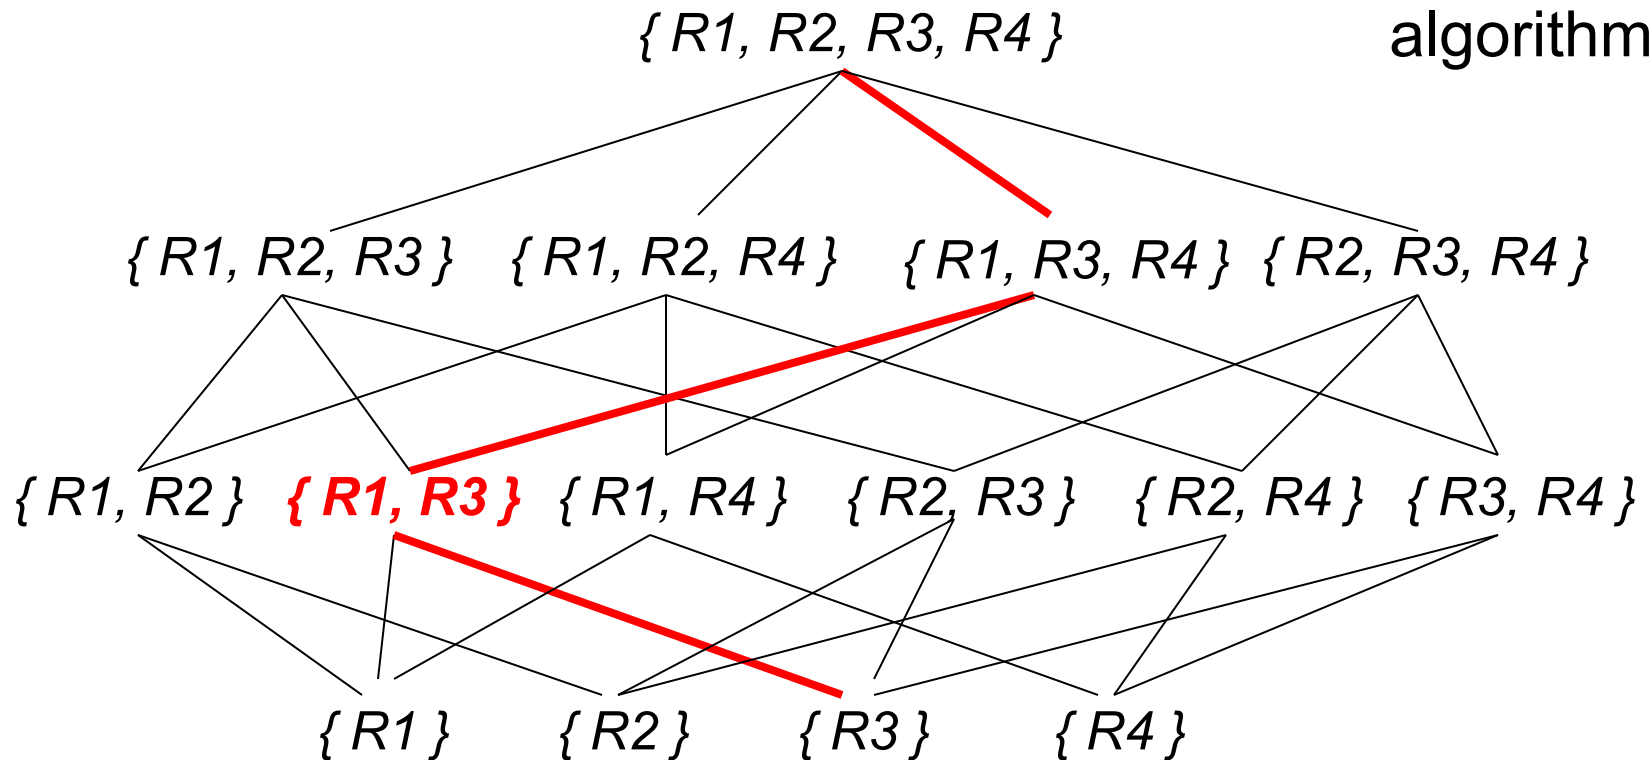 { R1, R2, R3, R4 } algorithm
{ R1, R2, R3 } { R1, R2, R4 } { R1, R3, R4 } { R2, R3, R4 }
{ R1, R2 } { R1, R3 } { R1, R4 } { R2, R3 } { R2, R4 } { R3, R4 }
{ R1 } { R2 } { R3 } { R4 }